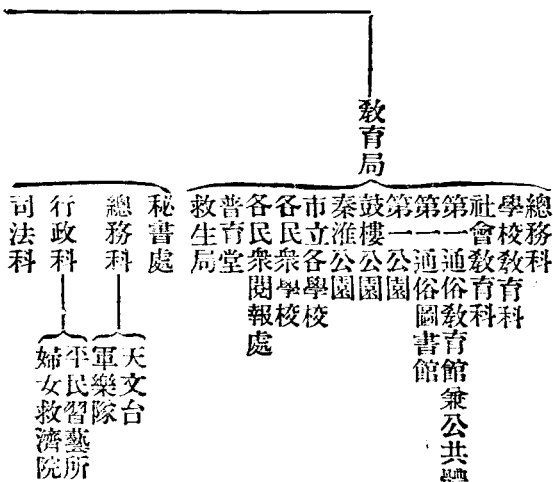 教育局
總務科
學校教育科
社會教育科
第一通俗教育館兼公共體
第一通俗圖書館
第一公園
鼓樓公園
秦淮公園
市立各學校
各民衆學校
各民衆閱報處
普育堂
救生局
秘書處
總務科
天文台
軍樂隊
行政科
平民習藝所
婦女救濟院
司法科